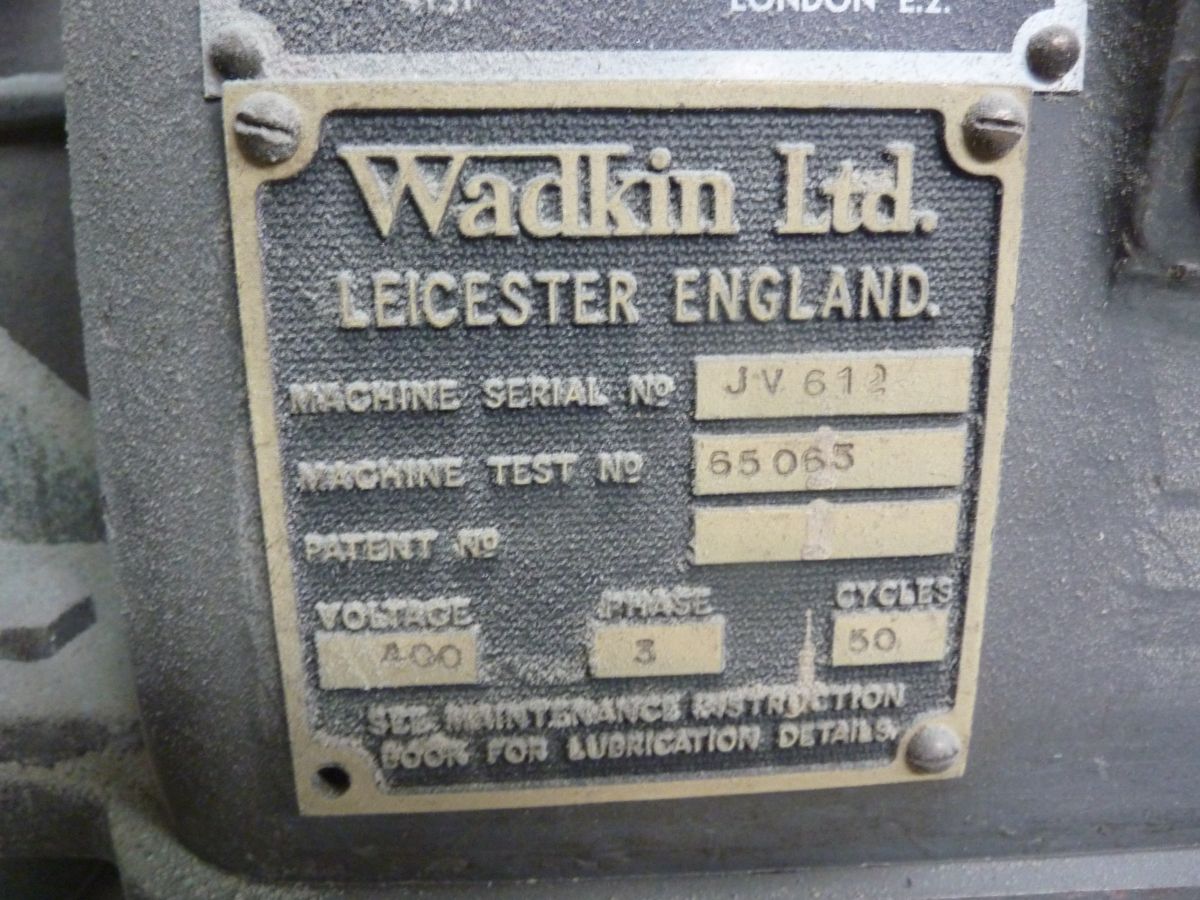 LONDON E.2.
Wadkin Ltd.
LEICESTER ENGLAND.
MACHINE SERIAL Nº JV 612
MACHINE TEST Nº 65065
PATENT Nº
VOLTAGE PHASE CYCLES
400 3 50
SEE MAINTENANCE INSTRUCTION
BOOK FOR LUBRICATION DETAILS.